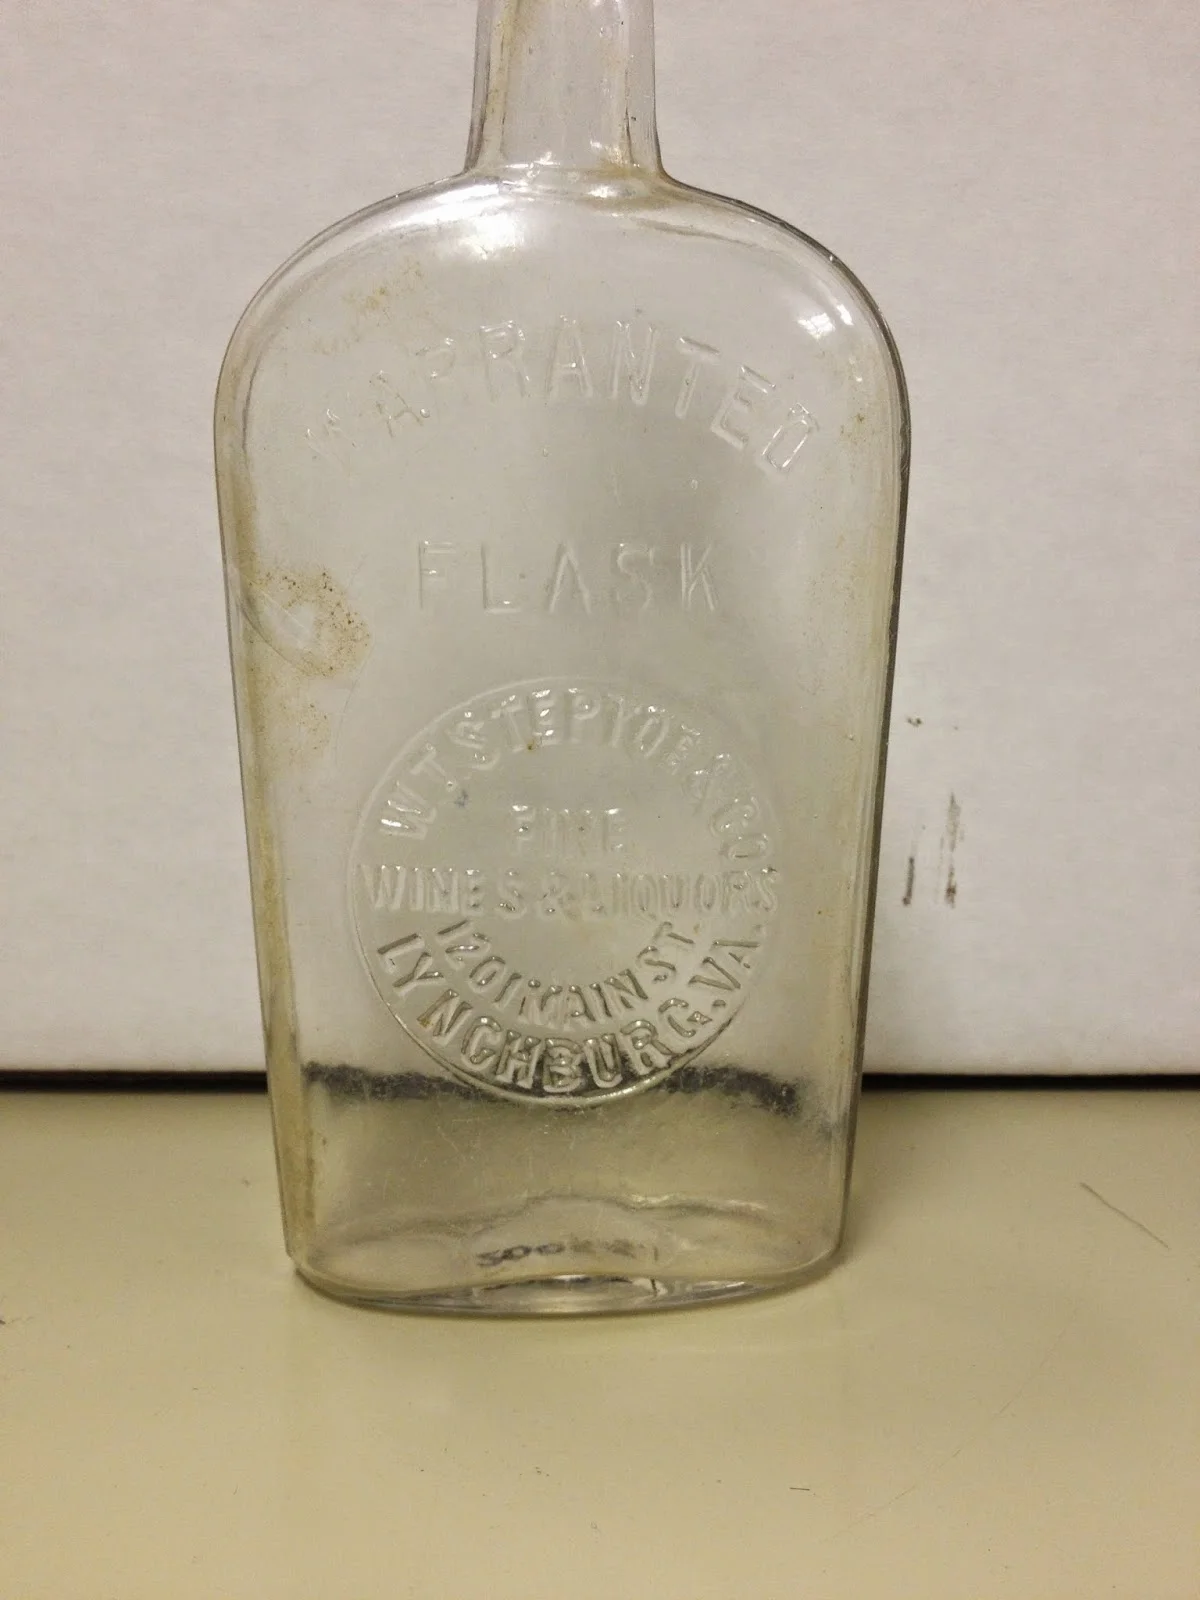 WARRANTED
FLASK
W.T. STEPTOE & CO
FINE
WINES & LIQUORS
1201 MAIN ST.
LYNCHBURG. VA.